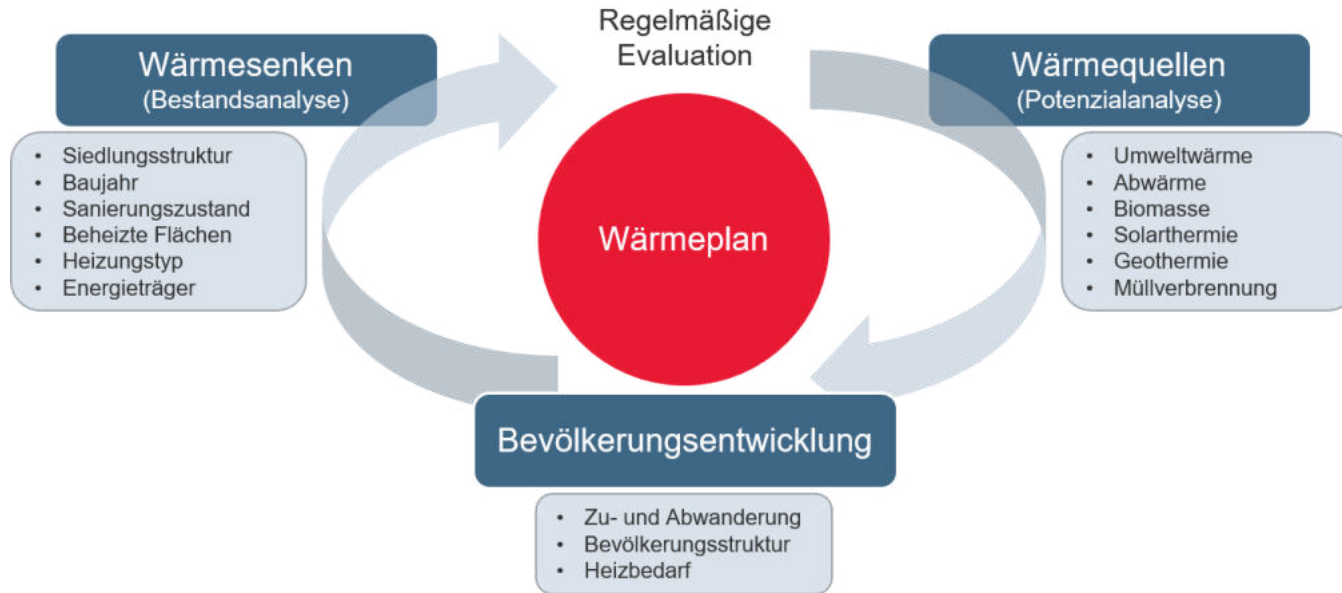 Regelmäßige
Evaluation
Wärmesenken
(Bestandsanalyse)
• Siedlungsstruktur
• Baujahr
• Sanierungszustand
• Beheizte Flächen
• Heizungstyp
• Energieträger
Wärmequellen
(Potenzialanalyse)
• Umweltwärme
• Abwärme
• Biomasse
• Solarthermie
• Geothermie
• Müllverbrennung
Wärmeplan
Bevölkerungsentwicklung
• Zu- und Abwanderung
• Bevölkerungsstruktur
• Heizbedarf